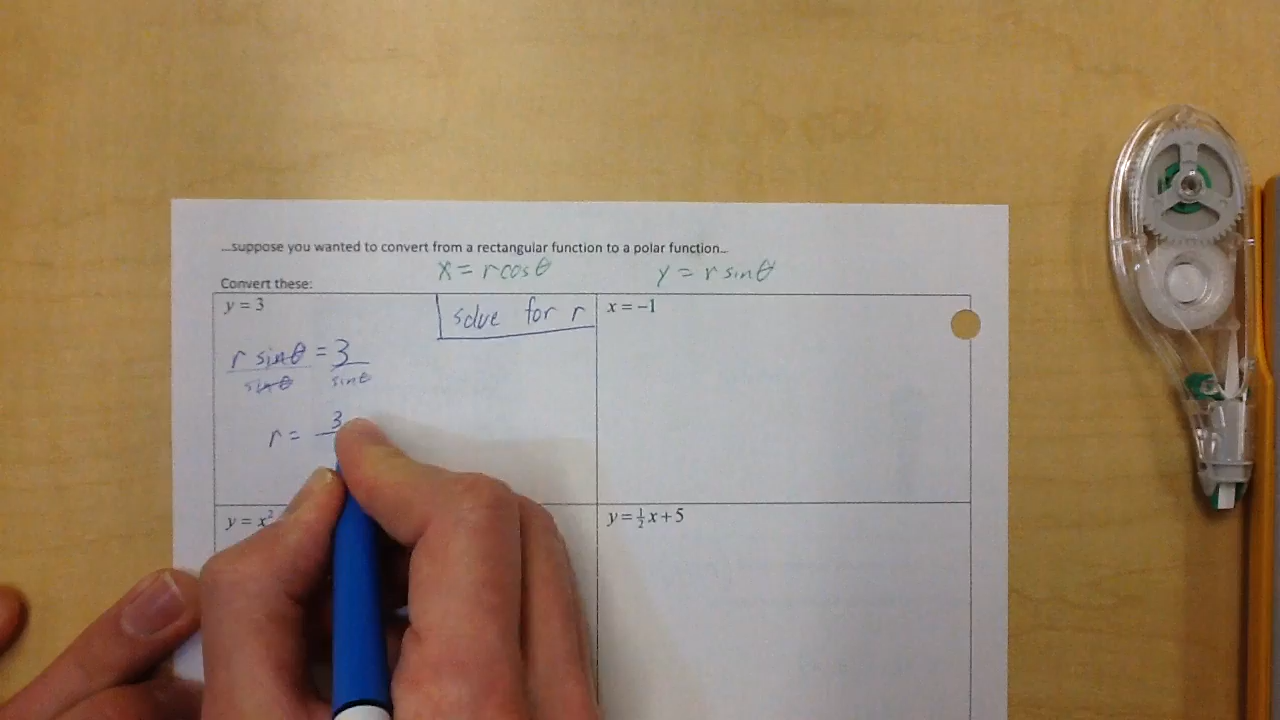 ...suppose you wanted to convert from a rectangular function to a polar function...
Convert these:
x = r cos θ
y = r sin θ
y = 3
solve for r
r sin θ = 3
sin θ sin θ
r = 3
x = −1
y = x²
y = ½x + 5